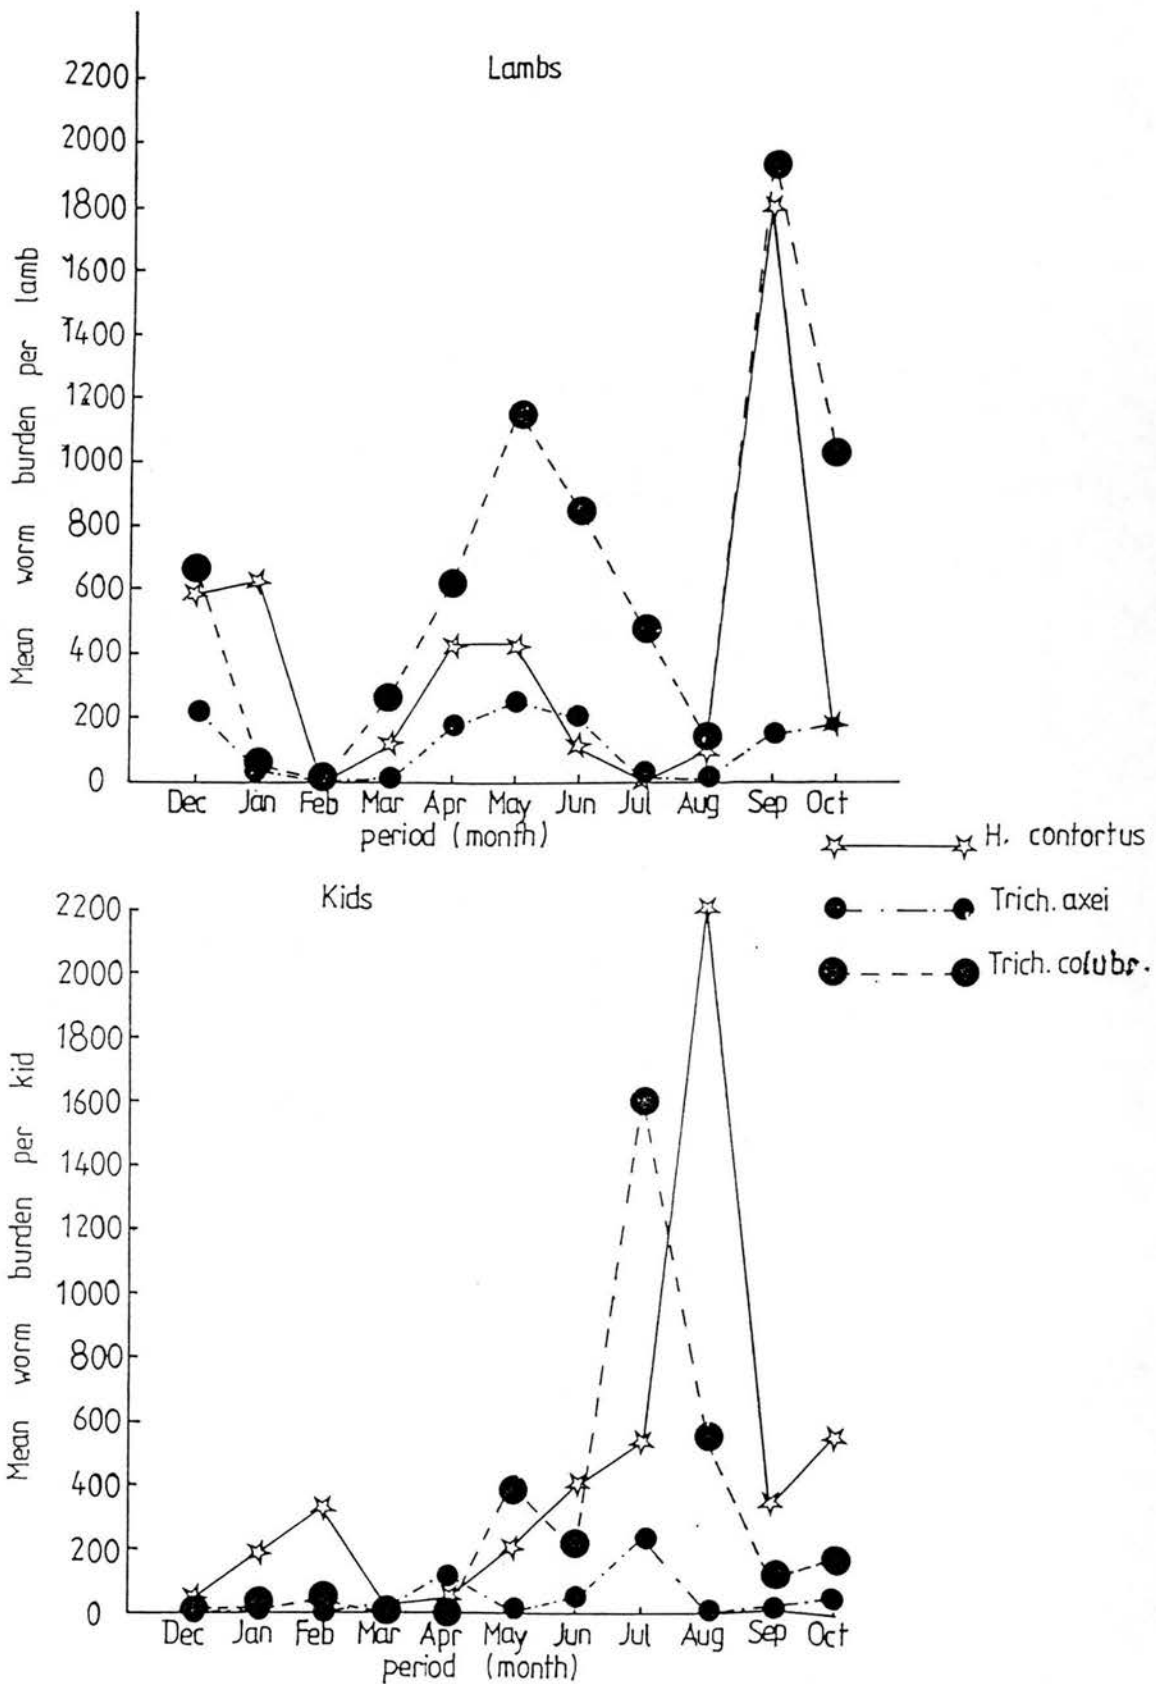 Lambs
2200
2000
1800
1600
1400
1200
1000
800
600
400
200
0
Mean worm burden per lamb
Dec Jan Feb Mar Apr May Jun Jul Aug Sep Oct
period (month)
H. contortus
Trich. axei
Trich. colubr.
Kids
2200
2000
1800
1600
1400
1200
1000
800
600
400
200
0
Mean worm burden per kid
Dec Jan Feb Mar Apr May Jun Jul Aug Sep Oct
period (month)